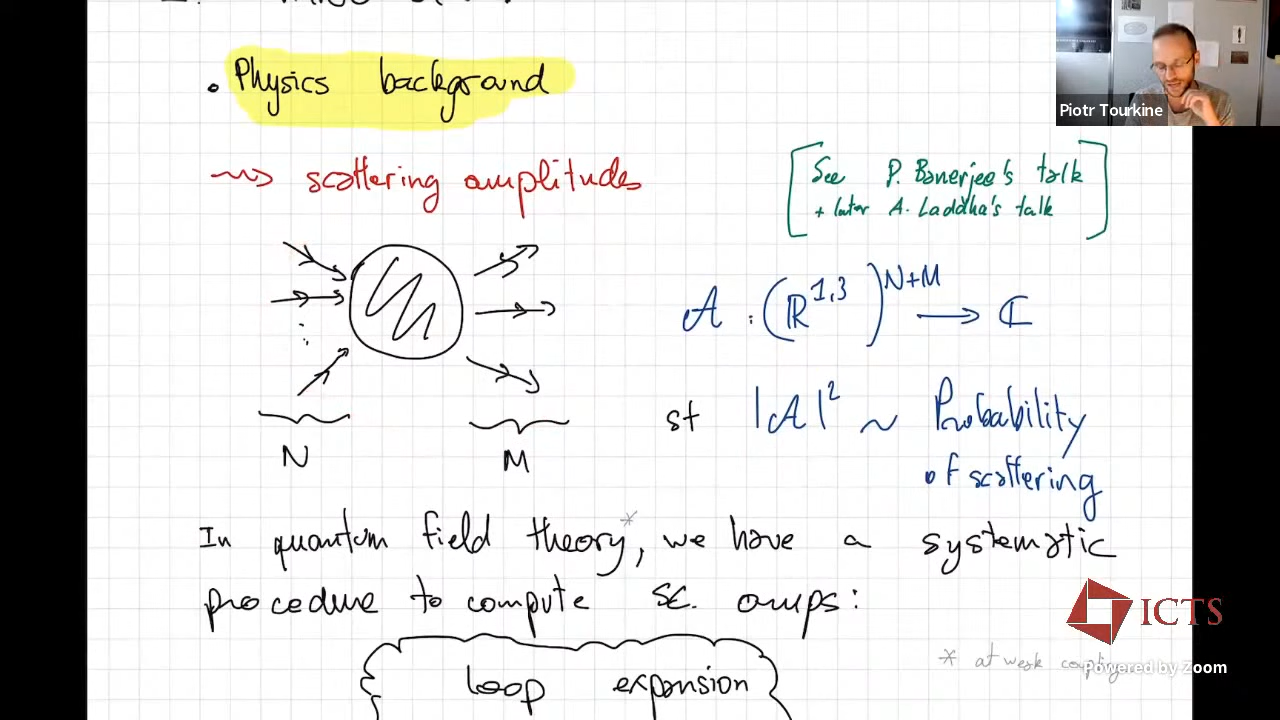 • Physics background
Piotr Tourkine
⇝ scattering amplitudes
[See P. Banerjee's talk
+ later A. Laddha's talk]
𝒜 : (ℝ^{1,3})^{N+M} ⟶ ℂ
st |𝒜|² ~ Probability
of scattering
N
M
In quantum field theory*, we have a systematic
procedure to compute sc. amps:
ICTS
* at weak coupling
Powered by Zoom
loop expansion